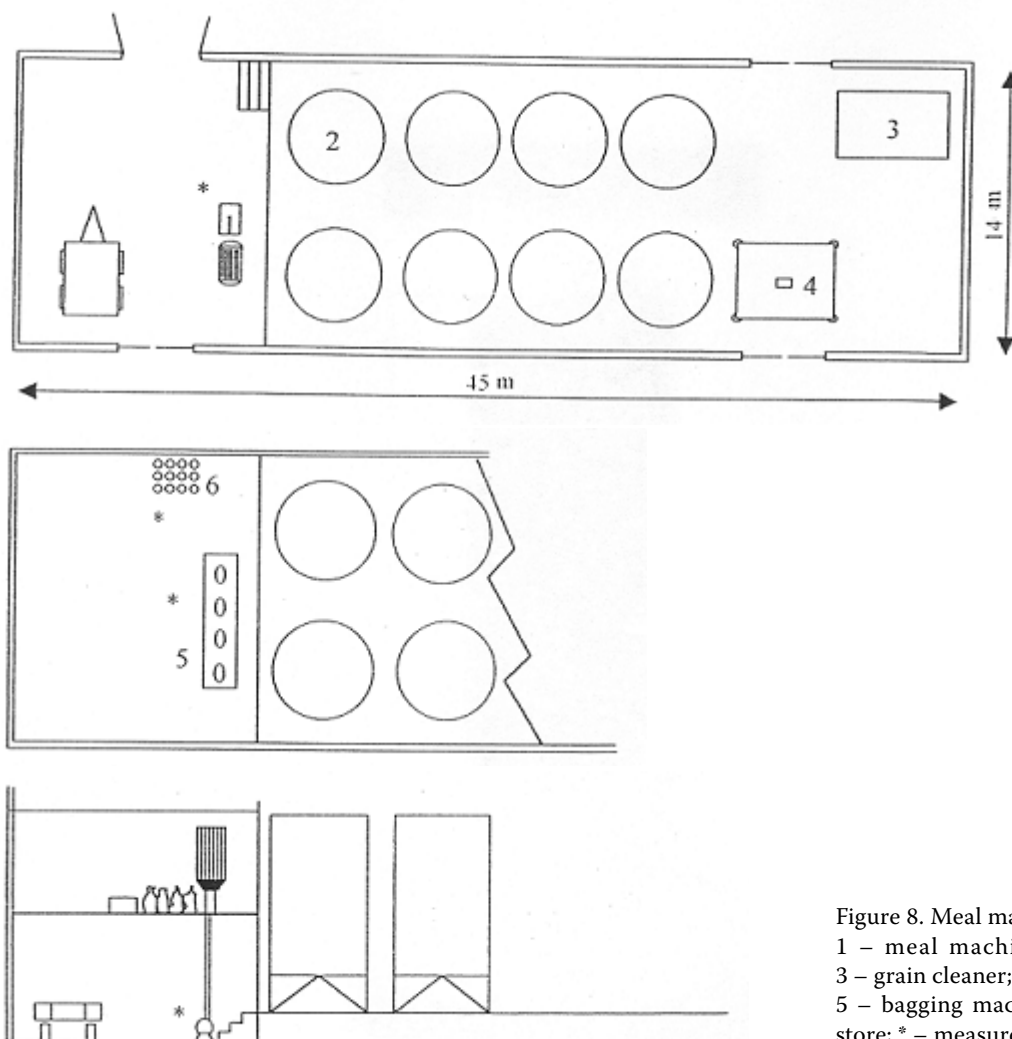 2
3
*
4
14 m
45 m
6
*
0
*
0
0
5
0
*
Figure 8. Meal ma
1 – meal machi
3 – grain cleaner;
5 – bagging mac
store; * – measure